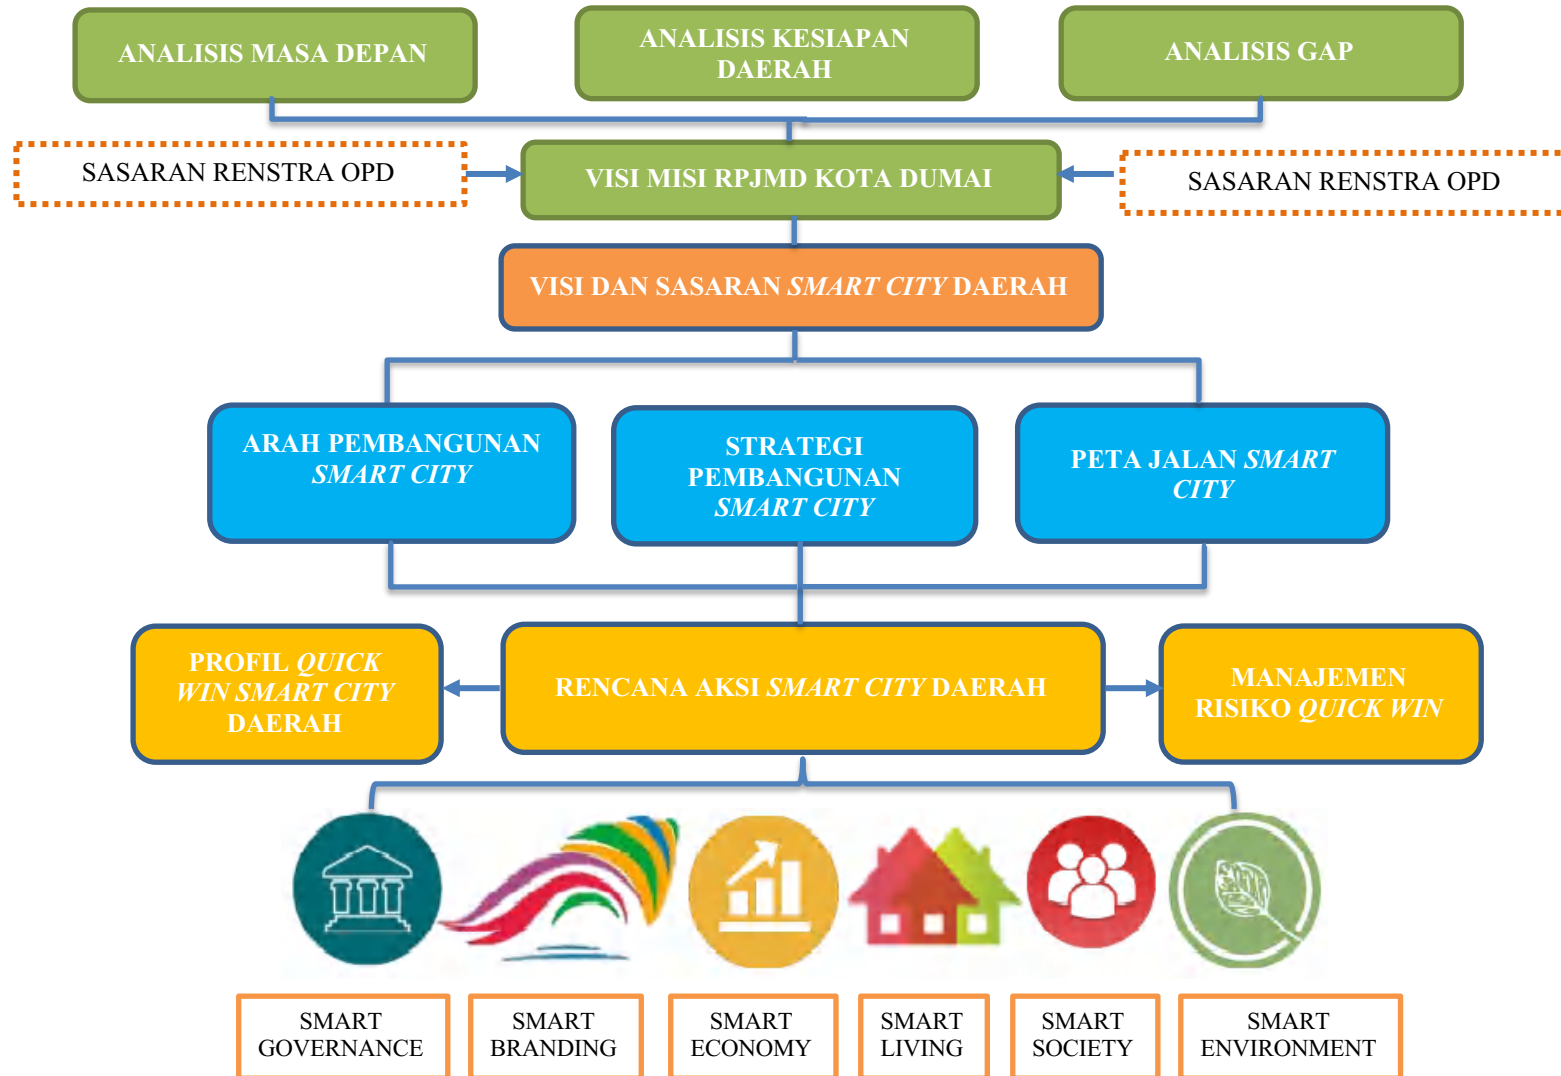 ANALISIS MASA DEPAN
ANALISIS KESIAPAN
DAERAH
ANALISIS GAP
SASARAN RENSTRA OPD
VISI MISI RPJMD KOTA DUMAI
SASARAN RENSTRA OPD
VISI DAN SASARAN SMART CITY DAERAH
ARAH PEMBANGUNAN
SMART CITY
STRATEGI
PEMBANGUNAN
SMART CITY
PETA JALAN SMART
CITY
PROFIL QUICK
WIN SMART CITY
DAERAH
RENCANA AKSI SMART CITY DAERAH
MANAJEMEN
RISIKO QUICK WIN
SMART
GOVERNANCE
SMART
BRANDING
SMART
ECONOMY
SMART
LIVING
SMART
SOCIETY
SMART
ENVIRONMENT